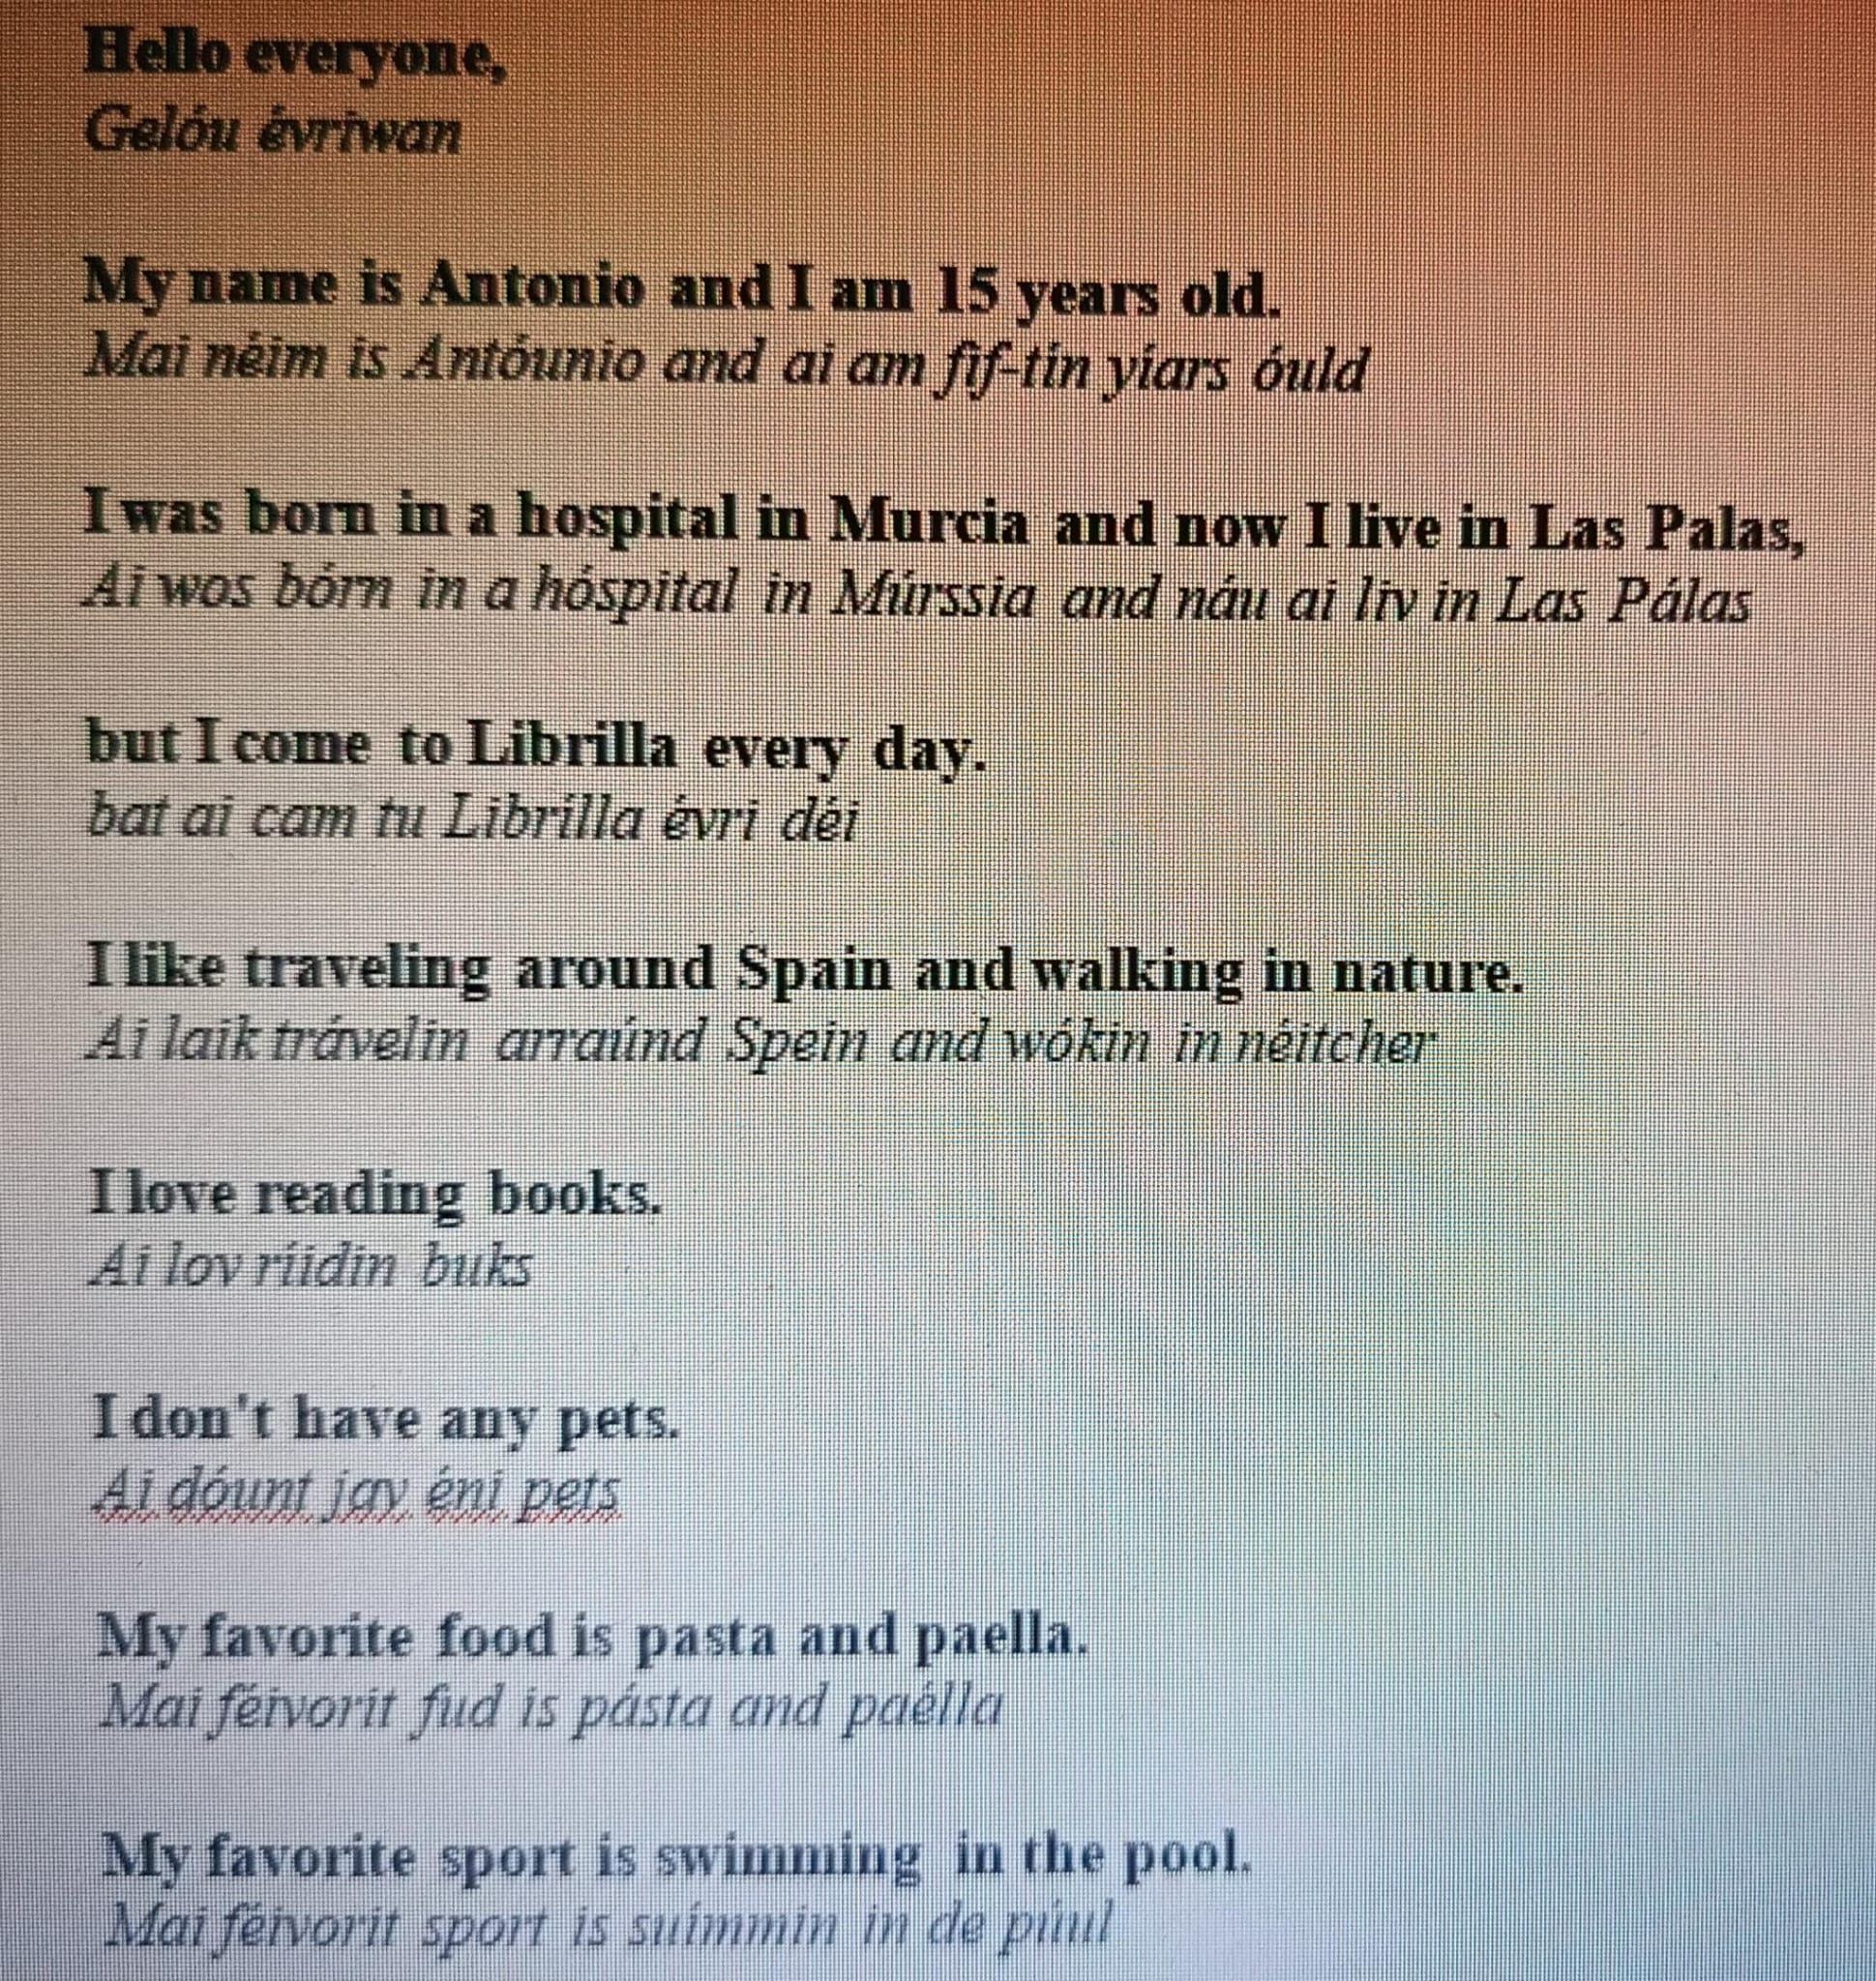 Hello everyone,
Gelóu évriwan
My name is Antonio and I am 15 years old.
Mai néim is Antóunio and ai am fif-tín yíars óuld
I was born in a hospital in Murcia and now I live in Las Palas,
Ai wos bórn in a hóspital in Múrssia and náu ai liv in Las Pálas
but I come to Librilla every day.
bat ai cam tu Librílla évri déi
I like traveling around Spain and walking in nature.
Ai laik trávelin arraúnd Spein and wókin in néitcher
I love reading books.
Ai lov ríidin buks
I don't have any pets.
Ai dóunt jav éni pets
My favorite food is pasta and paella.
Mai féivorit fud is pásta and paélla
My favorite sport is swimming in the pool.
Mai féivorit sport is suímmin in de púul